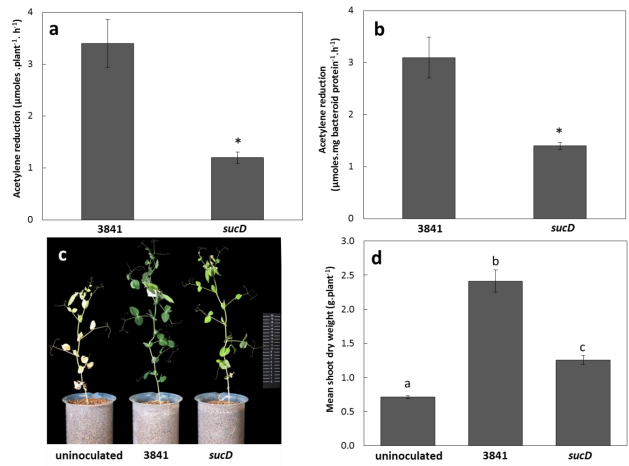 a
Acetylene reduction (µmoles .plant⁻¹. h⁻¹)
4
3
2
1
0
*
3841
sucD
b
Acetylene reduction
(µmoles.mg bacteroid protein⁻¹.h⁻¹)
4
3
2
1
0
*
3841
sucD
c
uninoculated
3841
sucD
d
Mean shoot dry weight (g.plant⁻¹)
3.0
2.5
2.0
1.5
1.0
0.5
0.0
a
b
c
uninoculated
3841
sucD